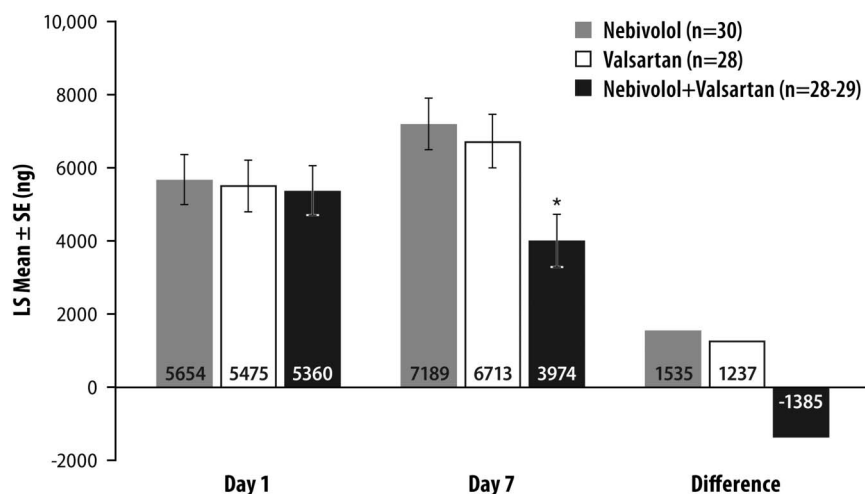 10,000
8000
6000
4000
2000
0
-2000
LS Mean ± SE (ng)
Nebivolol (n=30)
Valsartan (n=28)
Nebivolol+Valsartan (n=28-29)
*
5654 5475 5360
7189 6713 3974
1535 1237 -1385
Day 1 Day 7 Difference